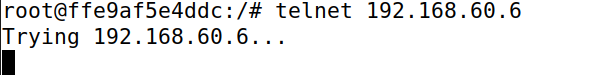 root@ffe9af5e4ddc:/# telnet 192.168.60.6
Trying 192.168.60.6...